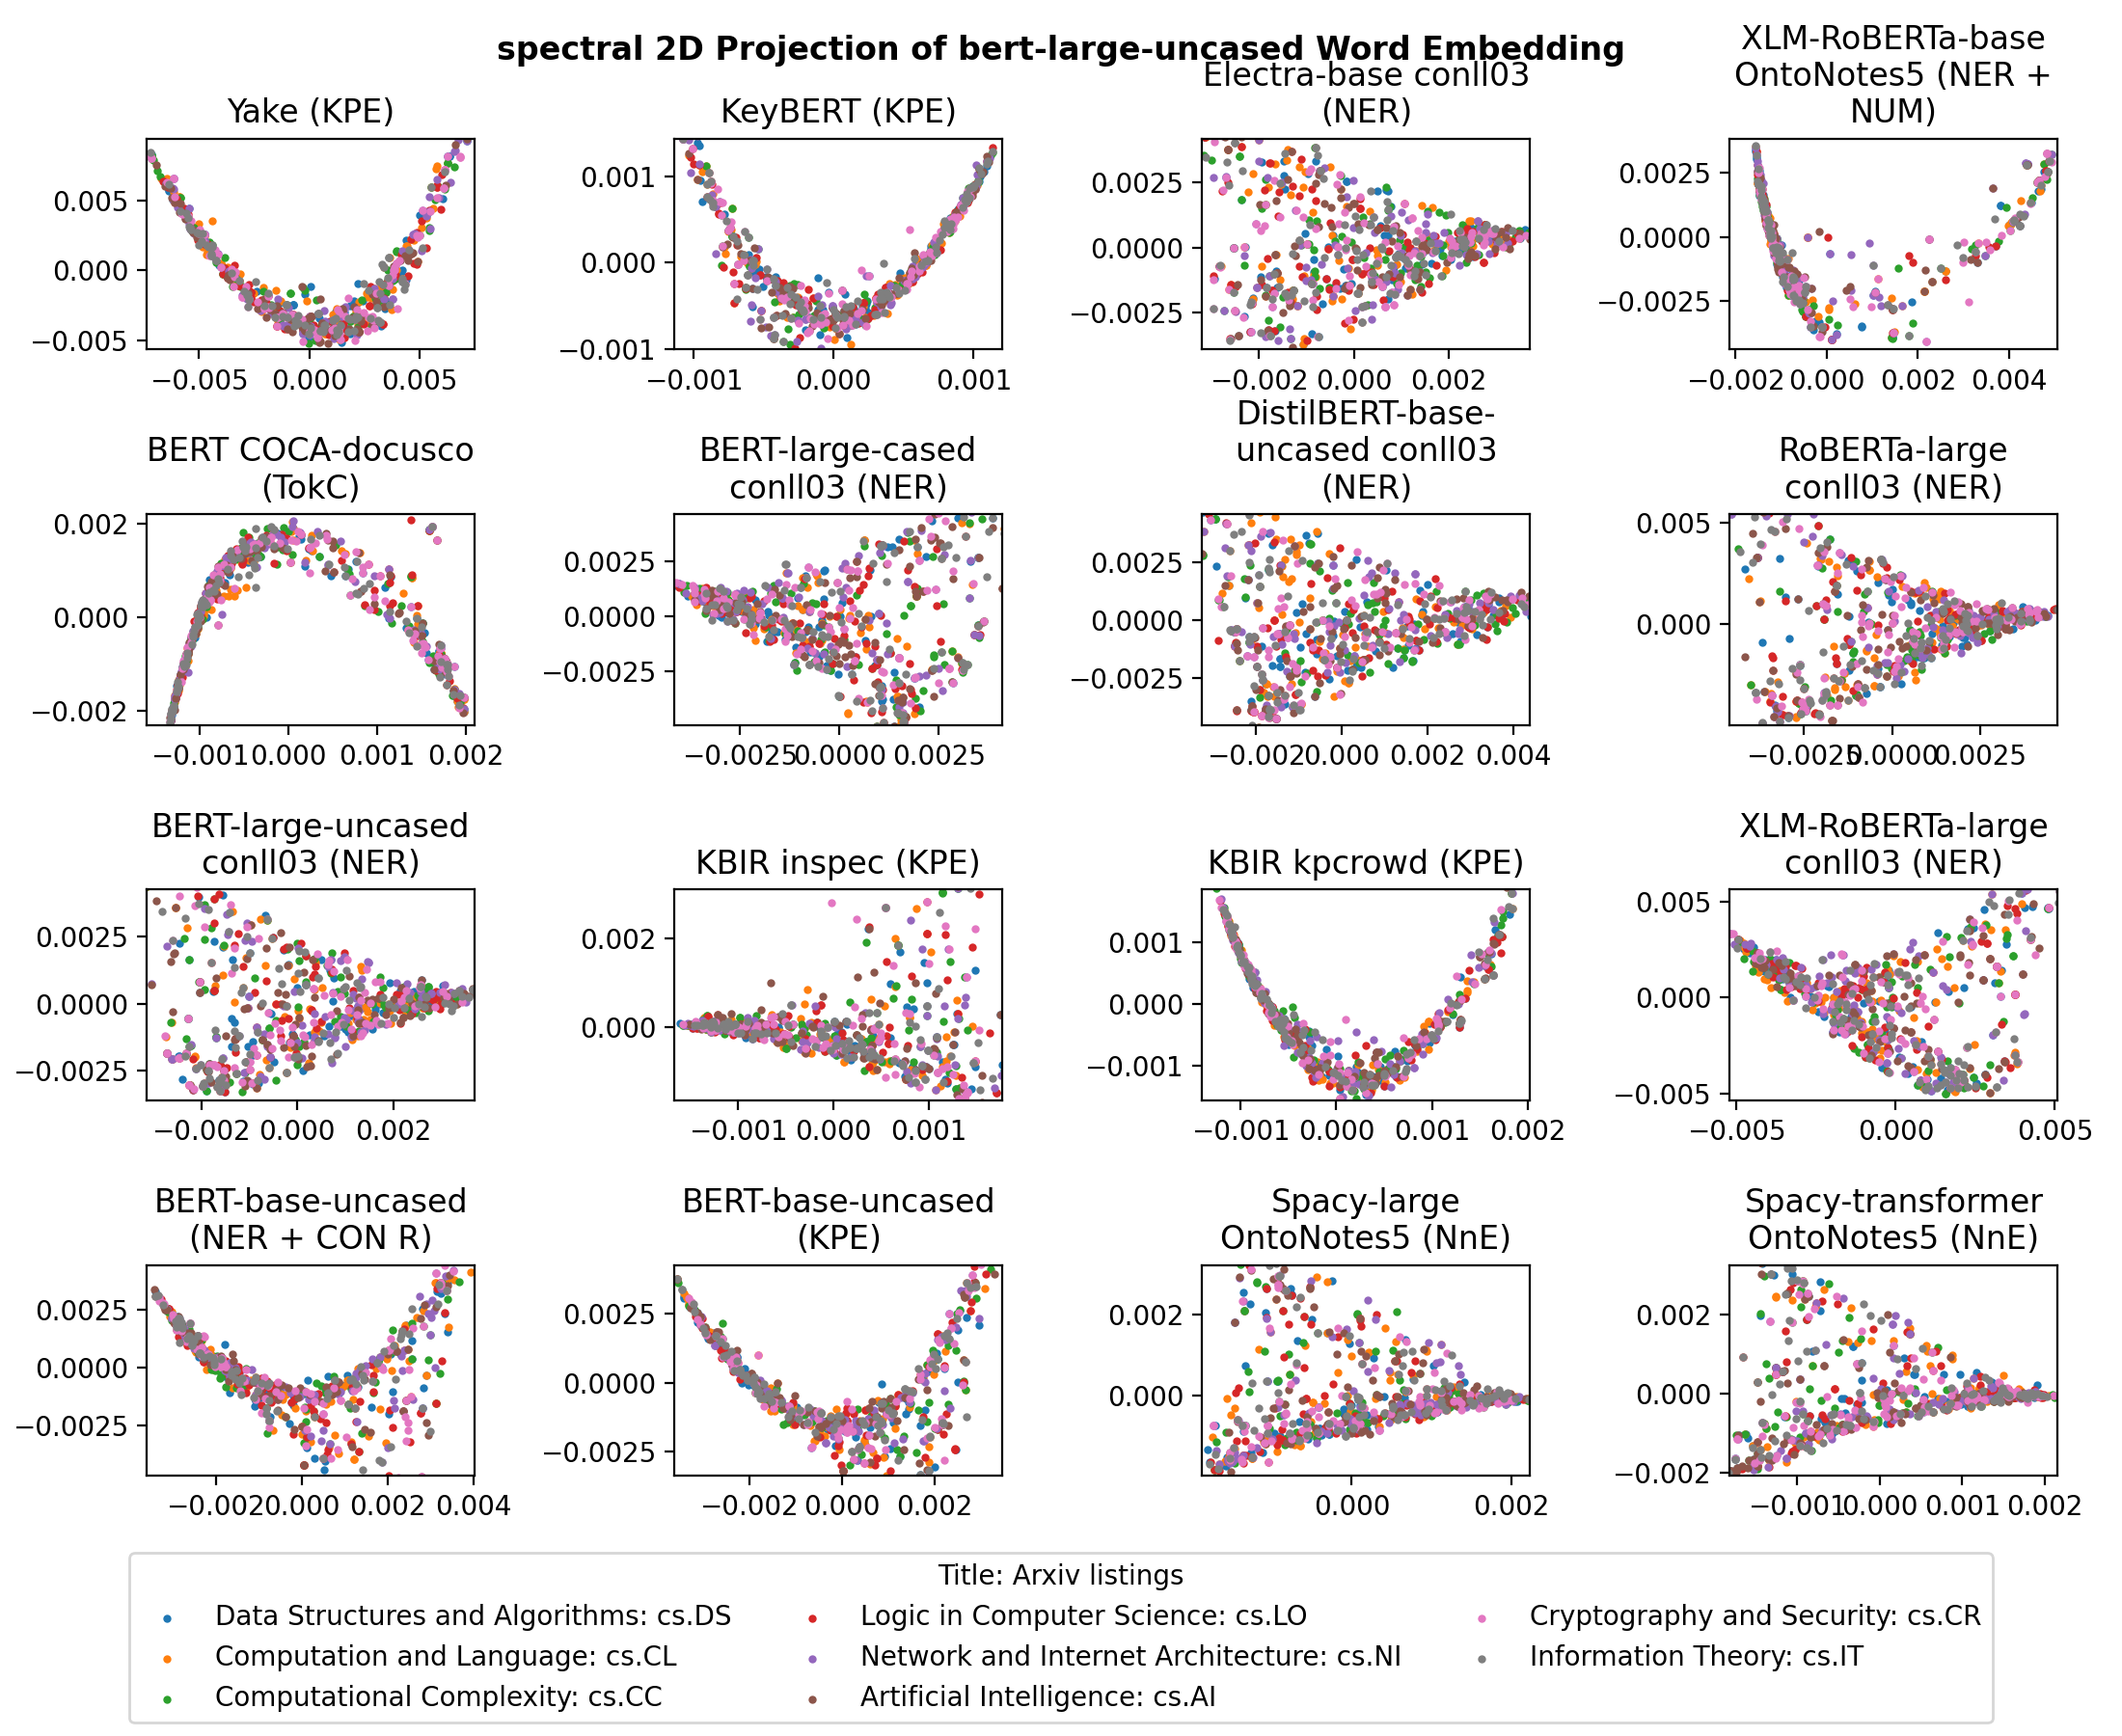 spectral 2D Projection of bert-large-uncased Word Embedding
Yake (KPE)
0.005
0.000
−0.005
−0.005 0.000 0.005
KeyBERT (KPE)
0.001
0.000
−0.001
−0.001 0.000 0.001
Electra-base conll03
(NER)
0.0025
0.0000
−0.0025
−0.002 0.000 0.002
XLM-RoBERTa-base
OntoNotes5 (NER +
NUM)
0.0025
0.0000
−0.0025
−0.002 0.000 0.002 0.004
BERT COCA-docusco
(TokC)
0.002
0.000
−0.002
−0.001 0.000 0.001 0.002
BERT-large-cased
conll03 (NER)
0.0025
0.0000
−0.0025
−0.0025 0.0000 0.0025
DistilBERT-base-
uncased conll03
(NER)
0.0025
0.0000
−0.0025
−0.002 0.000 0.002 0.004
RoBERTa-large
conll03 (NER)
0.005
0.000
−0.0025 0.0000 0.0025
BERT-large-uncased
conll03 (NER)
0.0025
0.0000
−0.0025
−0.002 0.000 0.002
KBIR inspec (KPE)
0.002
0.000
−0.001 0.000 0.001
KBIR kpcrowd (KPE)
0.001
0.000
−0.001
−0.001 0.000 0.001 0.002
XLM-RoBERTa-large
conll03 (NER)
0.005
0.000
−0.005
−0.005 0.000 0.005
BERT-base-uncased
(NER + CON R)
0.0025
0.0000
−0.0025
−0.002 0.000 0.002 0.004
BERT-base-uncased
(KPE)
0.0025
0.0000
−0.0025
−0.002 0.000 0.002
Spacy-large
OntoNotes5 (NnE)
0.002
0.000
0.000 0.002
Spacy-transformer
OntoNotes5 (NnE)
0.002
0.000
−0.002
−0.001 0.000 0.001 0.002
Title: Arxiv listings
Data Structures and Algorithms: cs.DS
Computation and Language: cs.CL
Computational Complexity: cs.CC
Logic in Computer Science: cs.LO
Network and Internet Architecture: cs.NI
Artificial Intelligence: cs.AI
Cryptography and Security: cs.CR
Information Theory: cs.IT